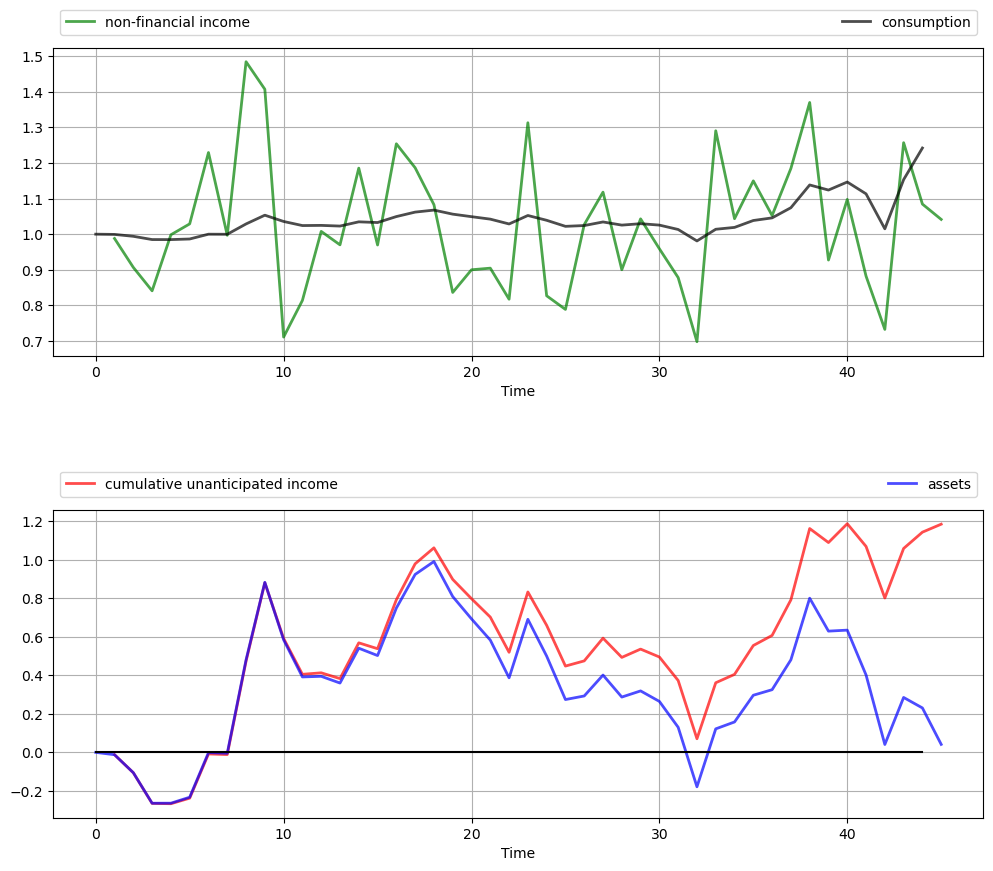 non-financial income consumption
1.5
1.4
1.3
1.2
1.1
1.0
0.9
0.8
0.7
0 10 20 30 40
Time
cumulative unanticipated income assets
1.2
1.0
0.8
0.6
0.4
0.2
0.0
−0.2
0 10 20 30 40
Time